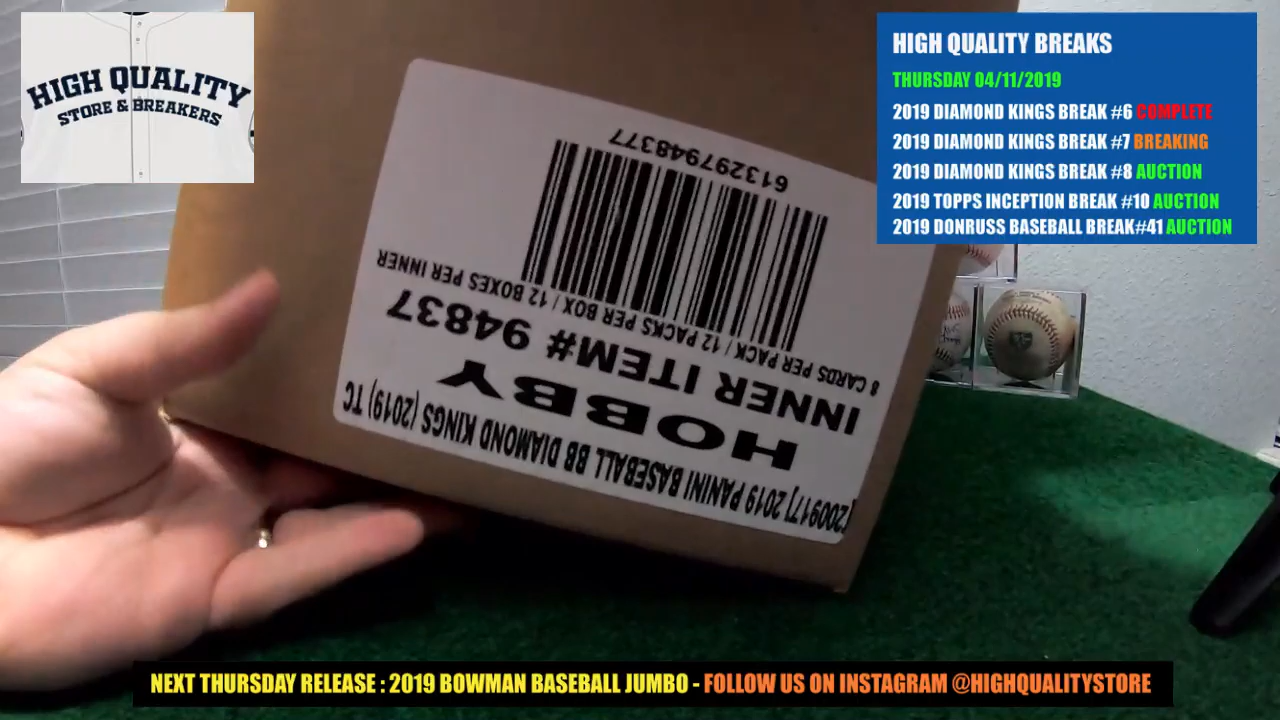 HIGH QUALITY
STORE & BREAKERS
HIGH QUALITY BREAKS
THURSDAY 04/11/2019
2019 DIAMOND KINGS BREAK #6 COMPLETE
2019 DIAMOND KINGS BREAK #7 BREAKING
2019 DIAMOND KINGS BREAK #8 AUCTION
2019 TOPPS INCEPTION BREAK #10 AUCTION
2019 DONRUSS BASEBALL BREAK#41 AUCTION
[200917] 2019 PANINI BASEBALL BB DIAMOND KINGS (2019) TC
HOBBY
INNER ITEM# 94837
8 CARDS PER PACK / 12 PACKS PER BOX / 12 BOXES PER INNER
613297948377
NEXT THURSDAY RELEASE : 2019 BOWMAN BASEBALL JUMBO - FOLLOW US ON INSTAGRAM @HIGHQUALITYSTORE